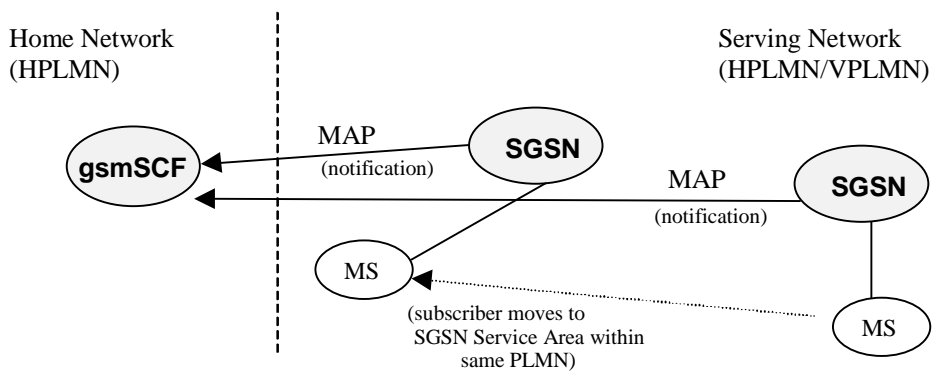 Home Network
(HPLMN)
Serving Network
(HPLMN/VPLMN)
MAP
(notification)
SGSN
gsmSCF
MAP
(notification)
SGSN
MS
(subscriber moves to
SGSN Service Area within
same PLMN)
MS